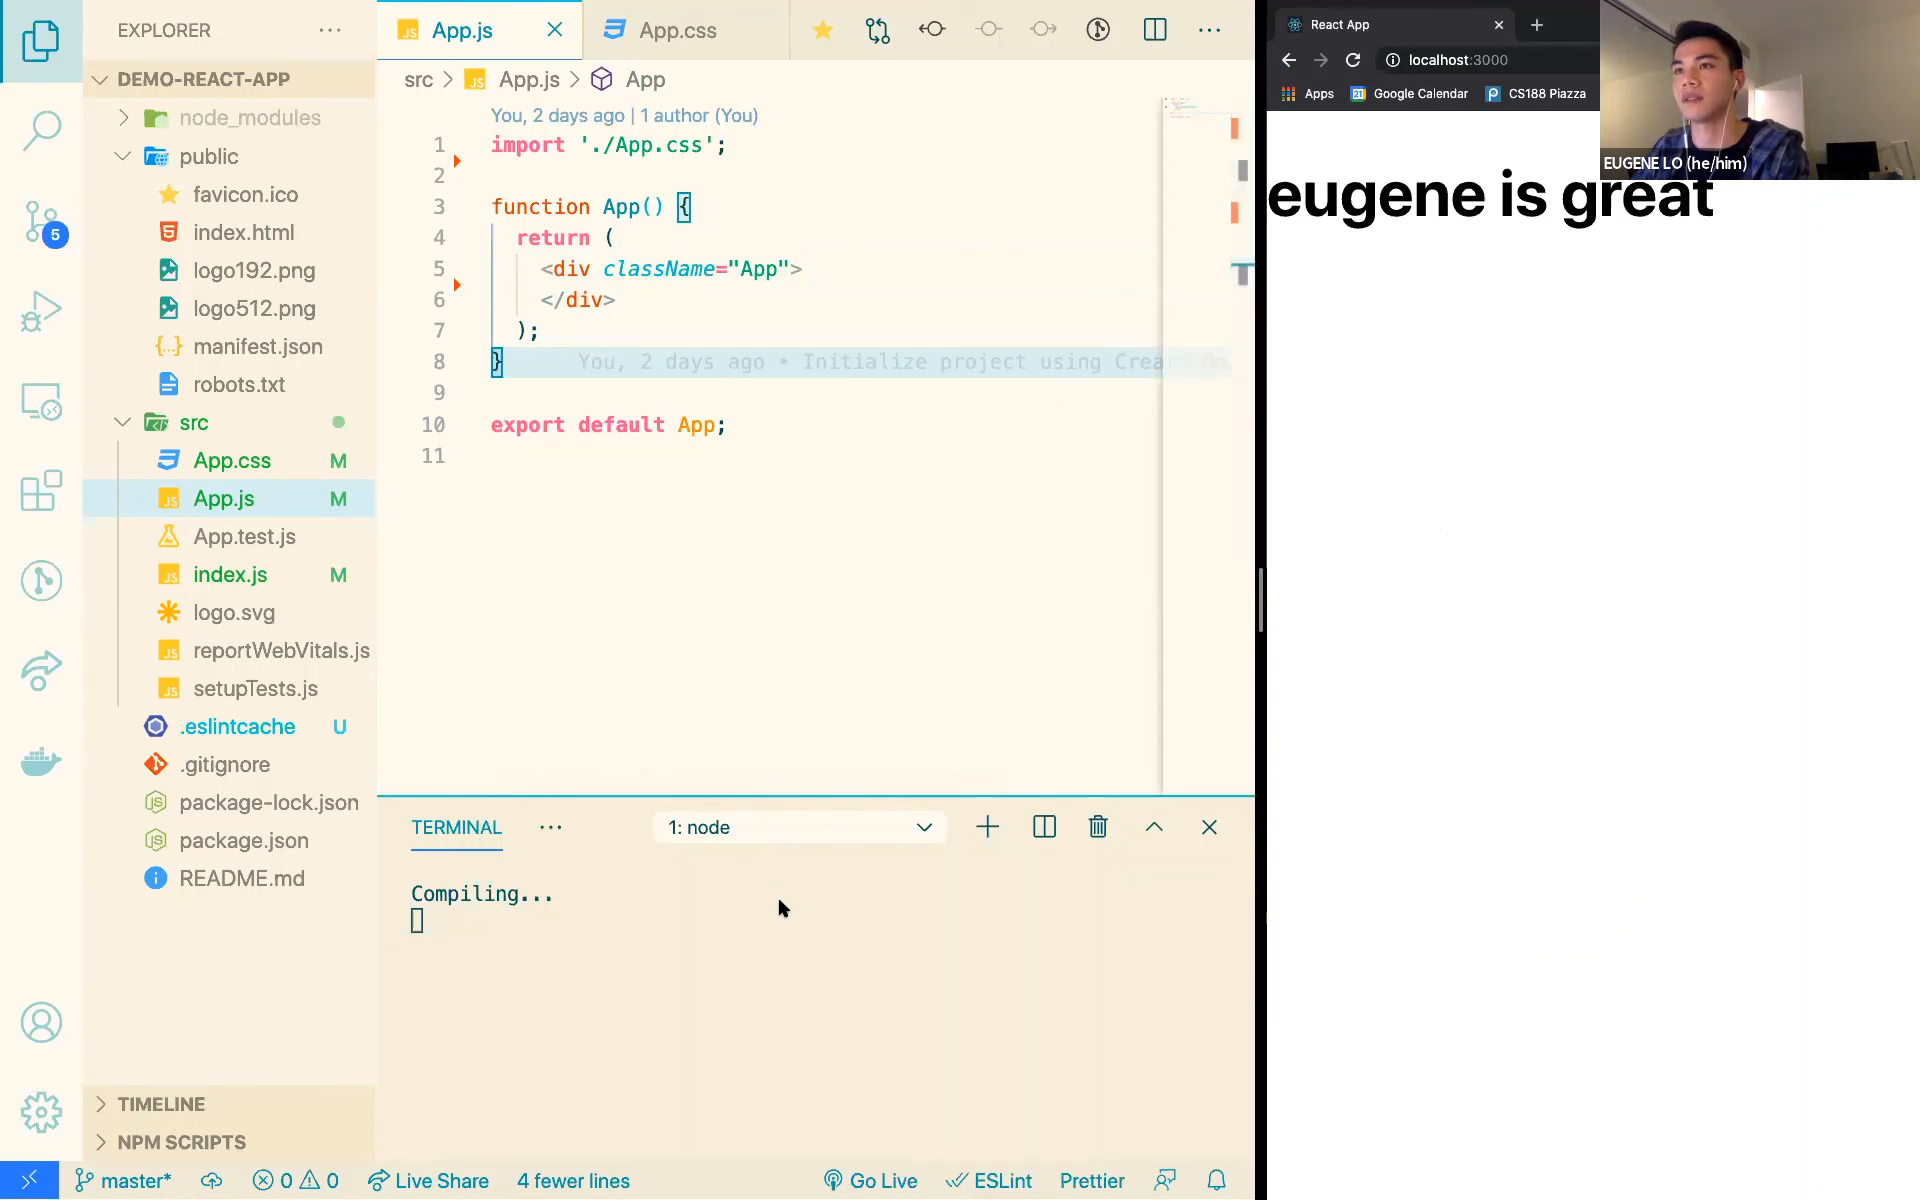 EXPLORER
DEMO-REACT-APP
node_modules
public
favicon.ico
index.html
logo192.png
logo512.png
manifest.json
robots.txt
src
App.css M
App.js M
App.test.js
index.js M
logo.svg
reportWebVitals.js
setupTests.js
.eslintcache U
.gitignore
package-lock.json
package.json
README.md
TIMELINE
NPM SCRIPTS
5
App.js
App.css
src > App.js > App
You, 2 days ago | 1 author (You)
1 import './App.css';
2
3 function App() {
4 return (
5 <div className="App">
6 </div>
7 );
8 } You, 2 days ago • Initialize project using Crea
9
10 export default App;
11
TERMINAL
1: node
Compiling...
master* 0 0 Live Share 4 fewer lines Go Live ESLint Prettier
React App
localhost:3000
Apps Google Calendar CS188 Piazza
EUGENE LO (he/him)
eugene is great